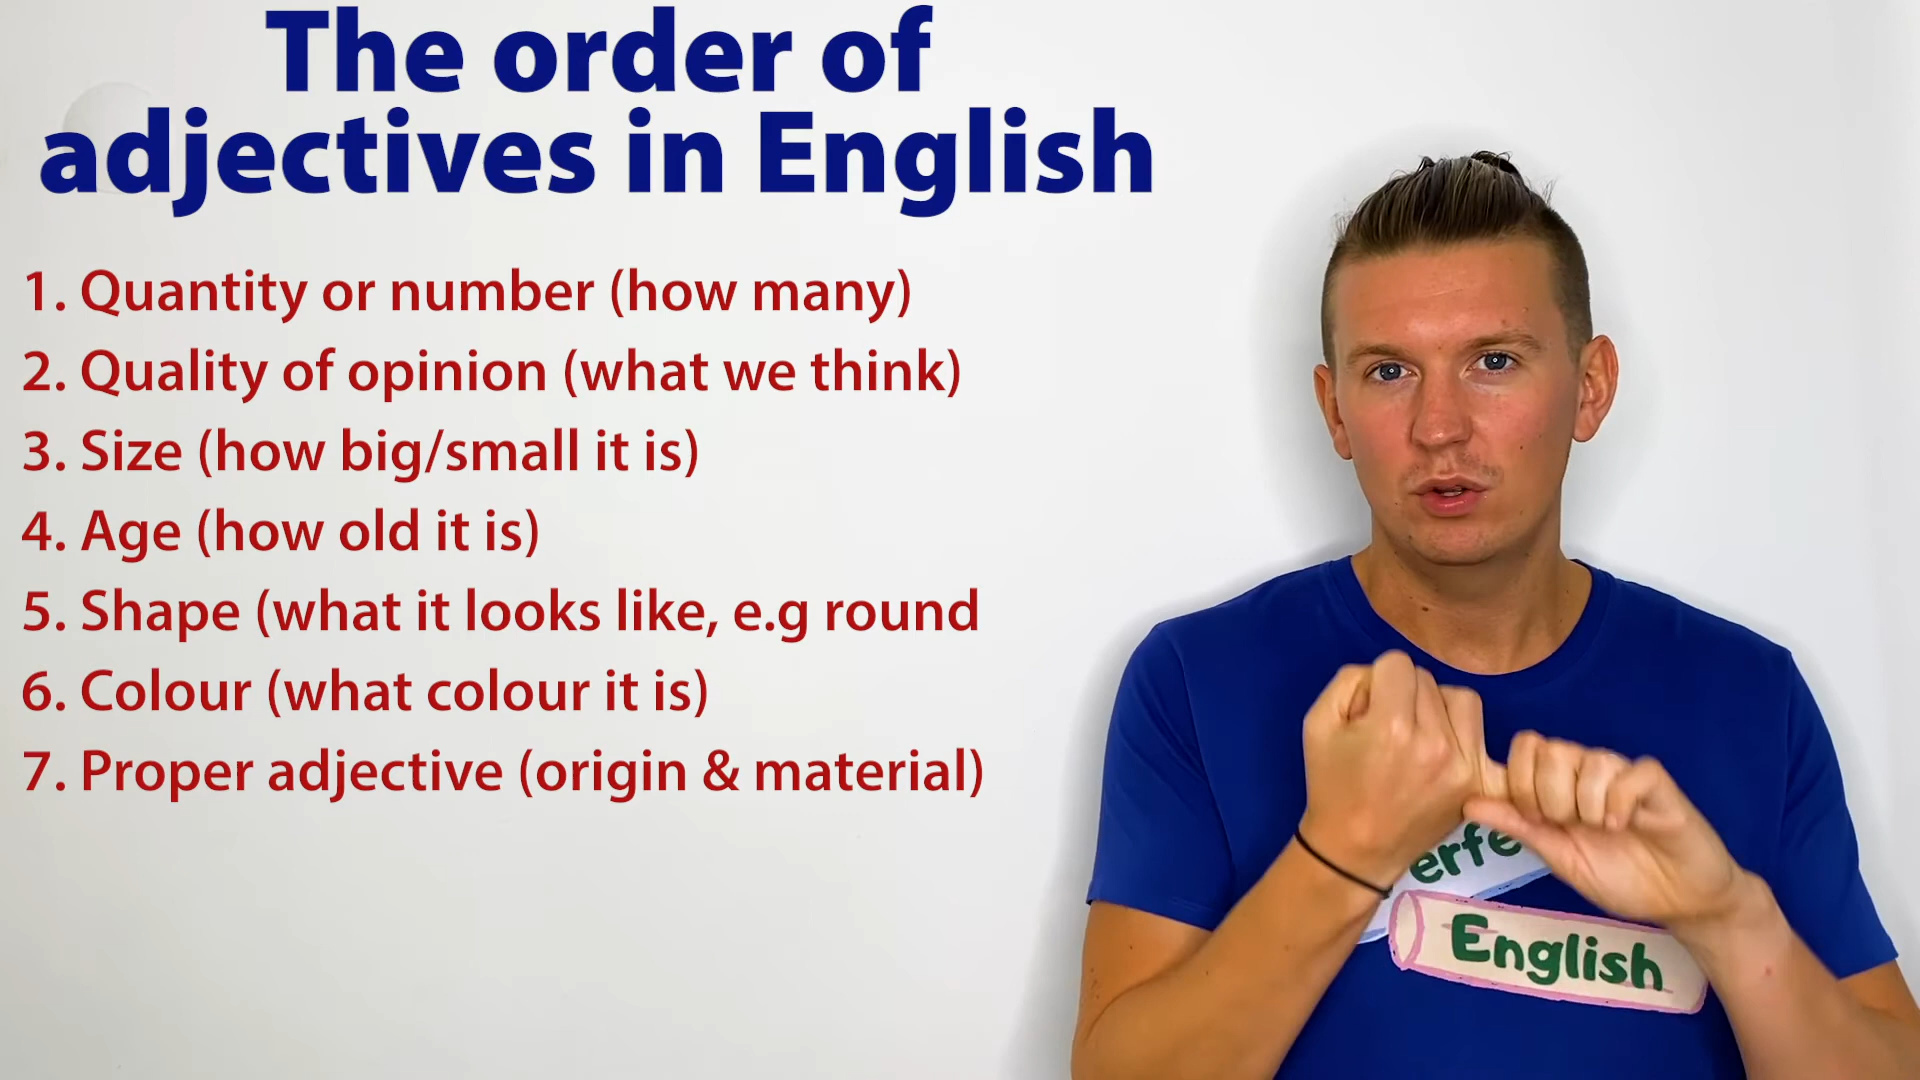 The order of
adjectives in English
1. Quantity or number (how many)
2. Quality of opinion (what we think)
3. Size (how big/small it is)
4. Age (how old it is)
5. Shape (what it looks like, e.g round
6. Colour (what colour it is)
7. Proper adjective (origin & material)
English